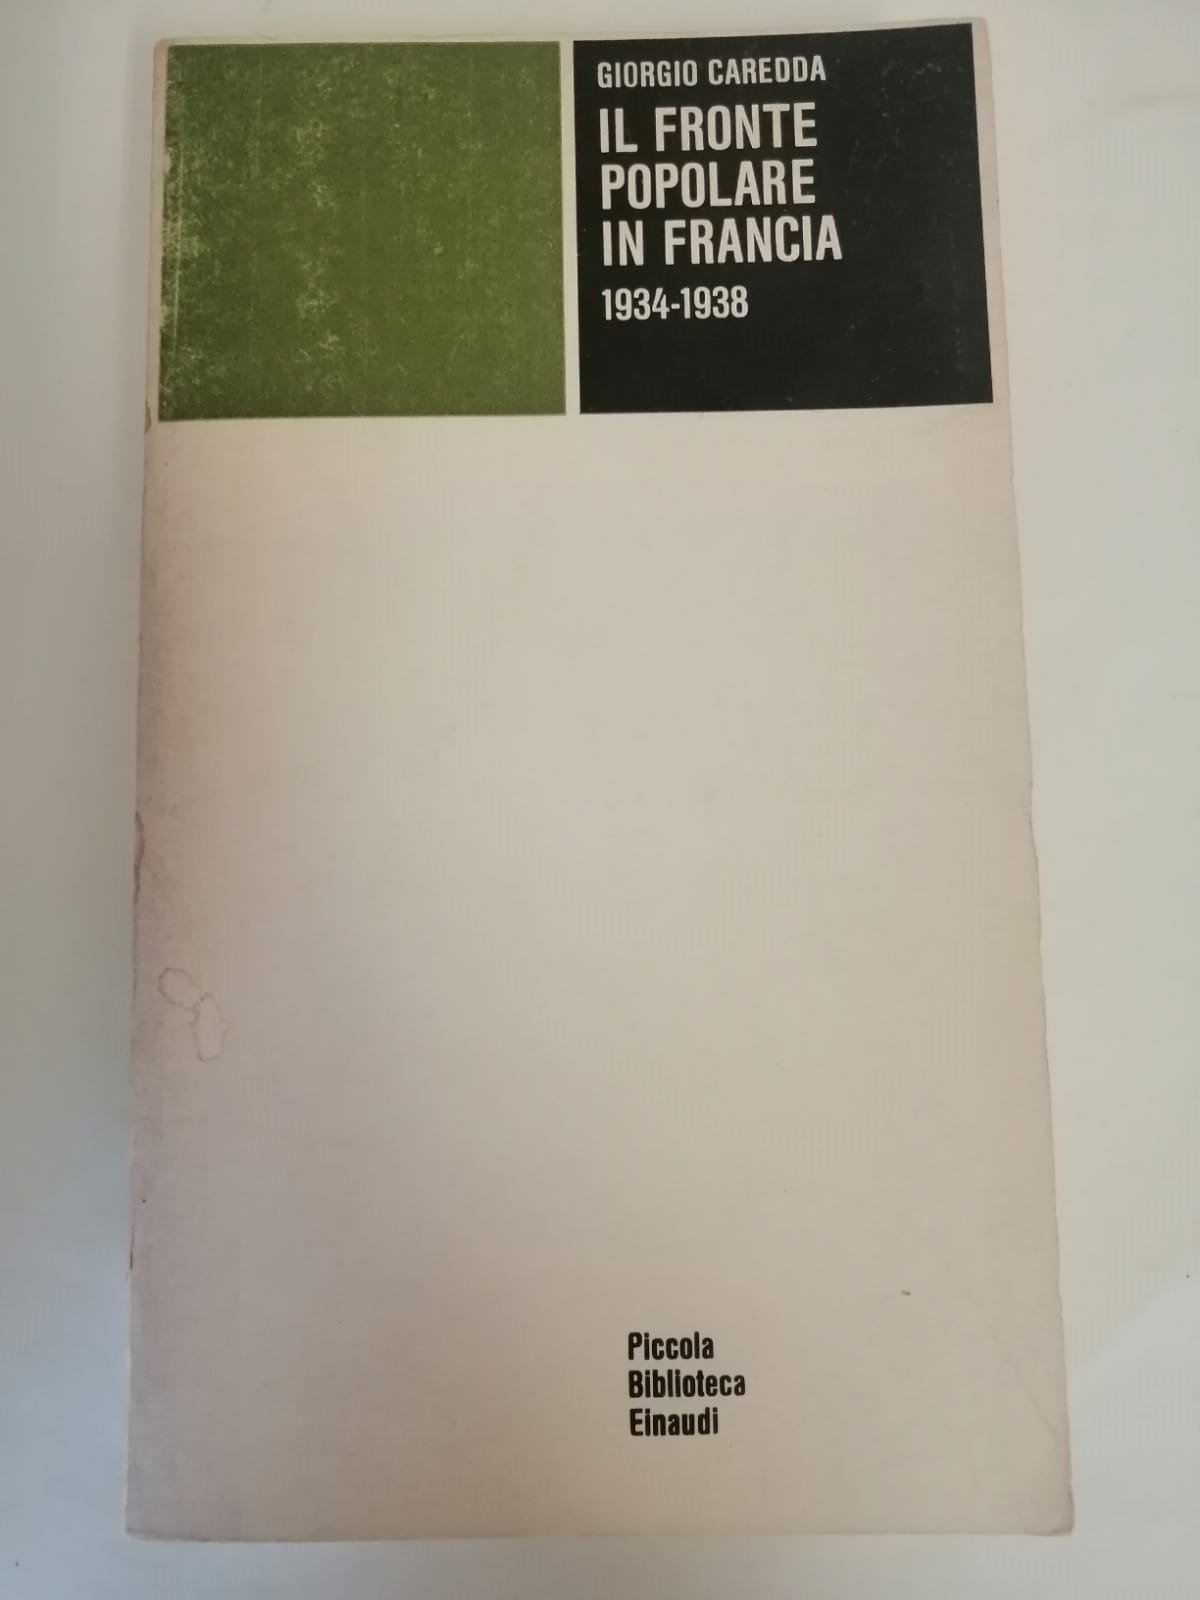 GIORGIO CAREDDA
IL FRONTE
POPOLARE
IN FRANCIA
1934-1938
Piccola
Biblioteca
Einaudi